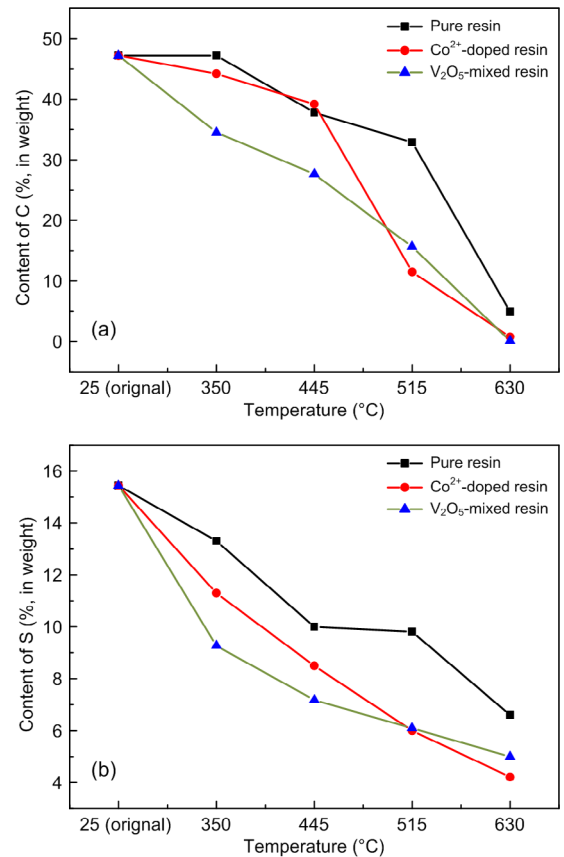 Content of C (%, in weight)
50
40
30
20
10
0
Pure resin
Co²⁺-doped resin
V₂O₅-mixed resin
(a)
25 (orignal) 350 445 515 630
Temperature (°C)
Content of S (%, in weight)
16
14
12
10
8
6
4
Pure resin
Co²⁺-doped resin
V₂O₅-mixed resin
(b)
25 (orignal) 350 445 515 630
Temperature (°C)